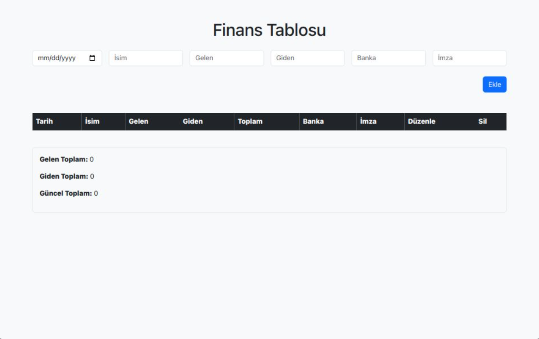 Finans Tablosu
mm/dd/yyyy İsim Gelen Giden Banka İmza
Ekle
Tarih İsim Gelen Giden Toplam Banka İmza Düzenle Sil
Gelen Toplam: 0
Giden Toplam: 0
Güncel Toplam: 0